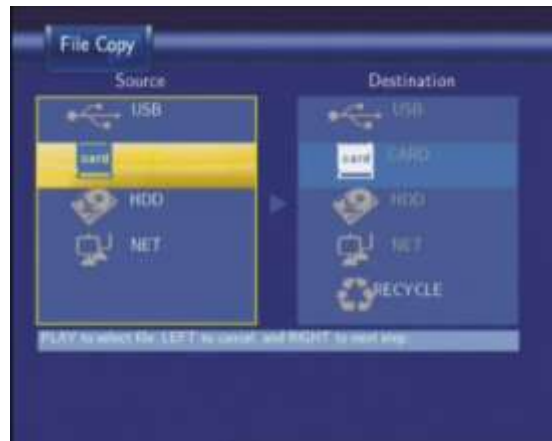 File Copy
Source
Destination
USB
card
HDD
NET
USB
card CARD
HDD
NET
RECYCLE
PLAY to select file, LEFT to cancel, and RIGHT to next step.